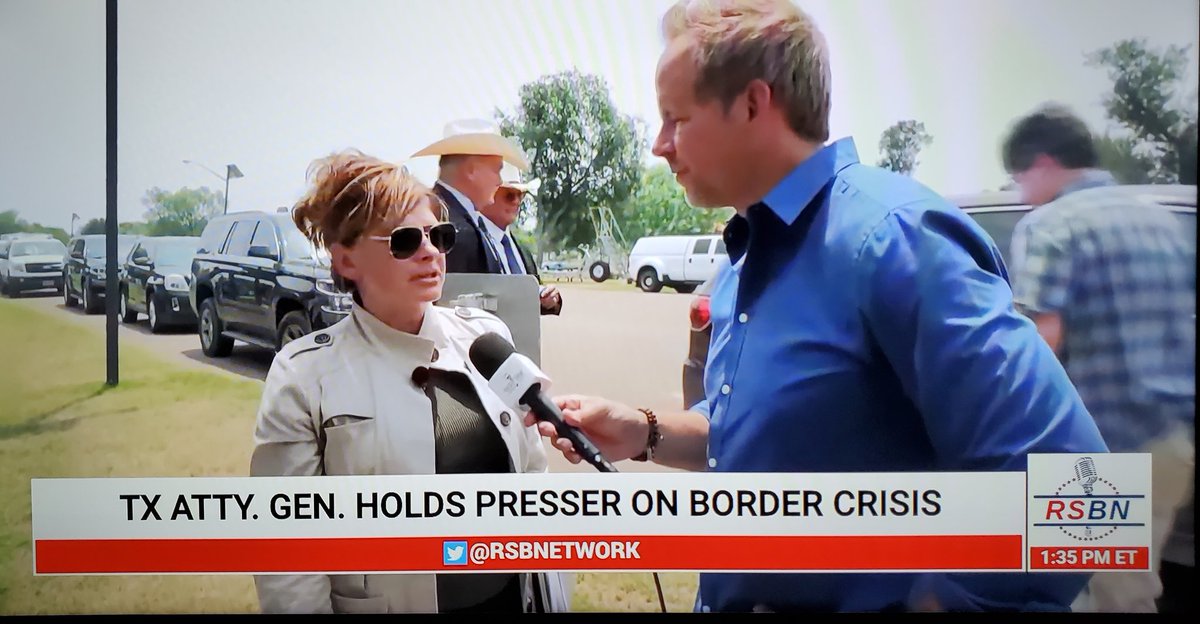 TX ATTY. GEN. HOLDS PRESSER ON BORDER CRISIS
@RSBNETWORK
RSBN
1:35 PM ET